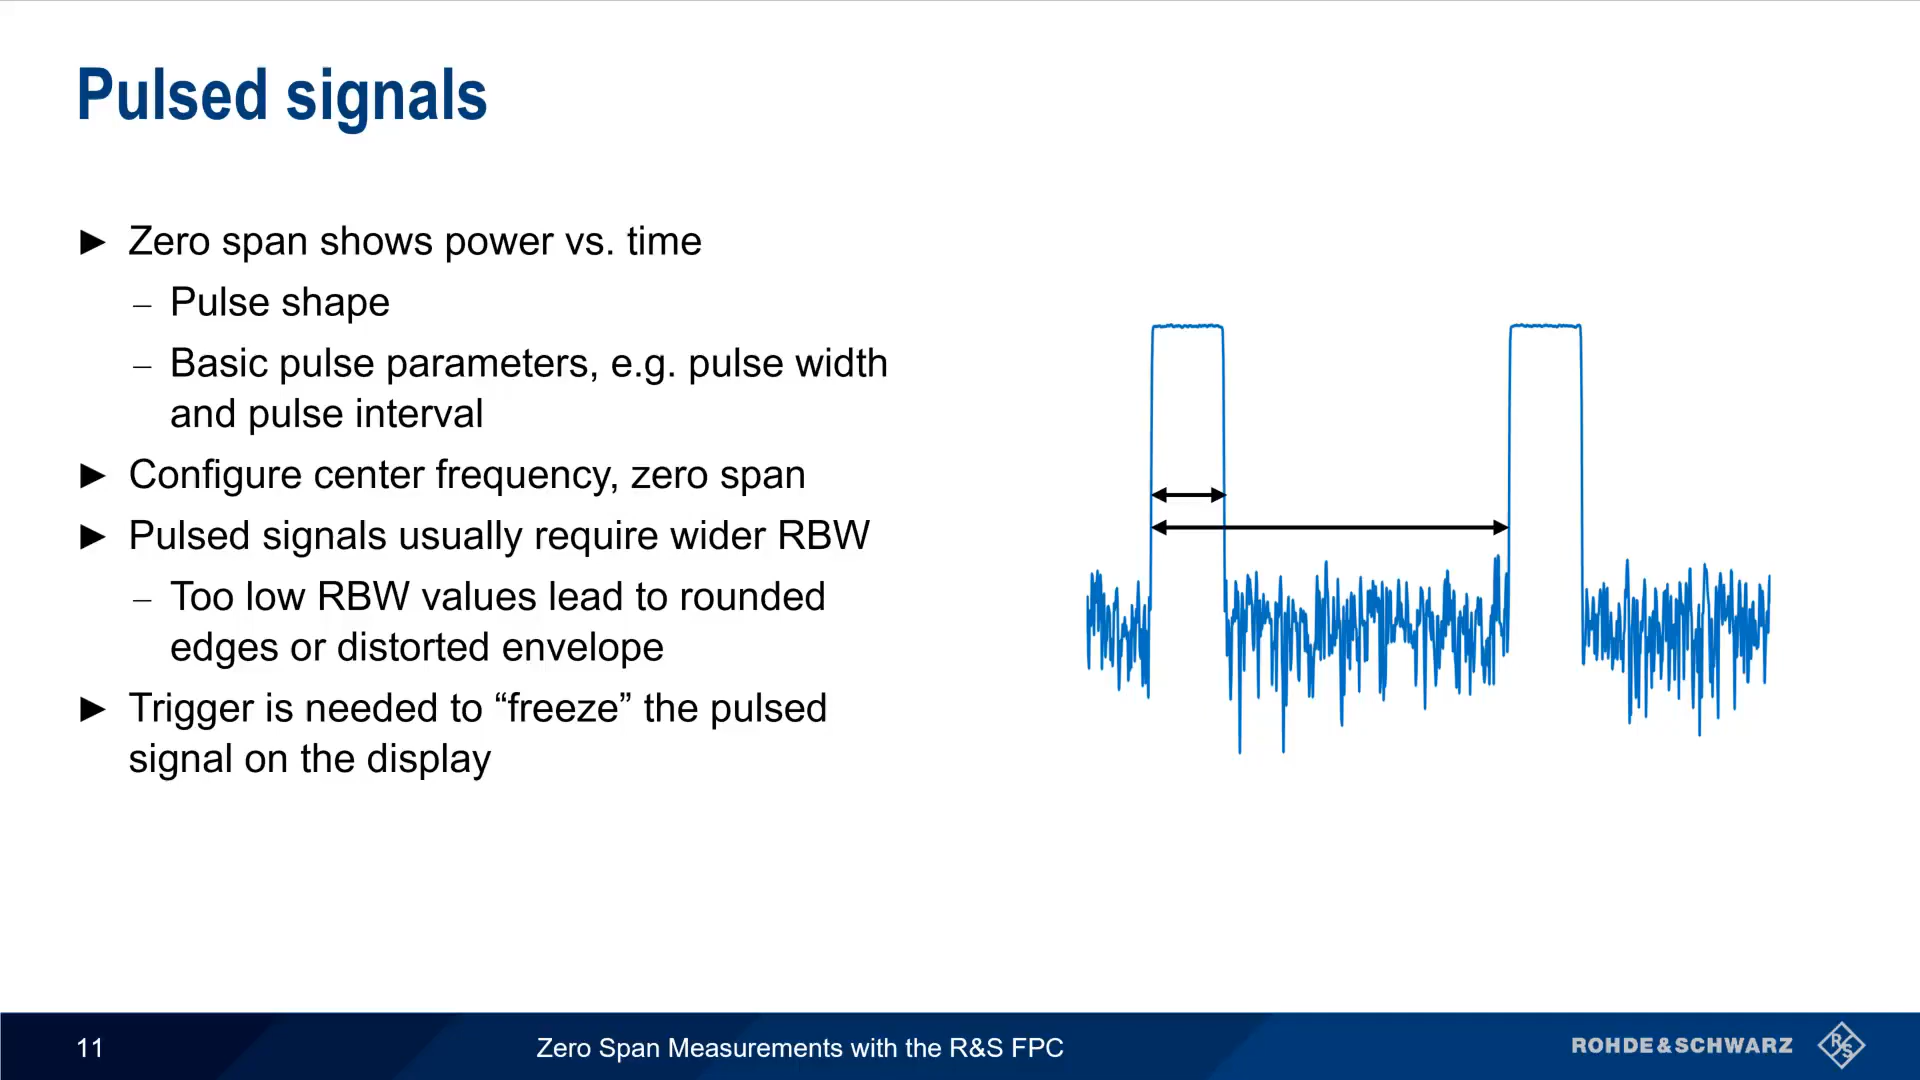 Pulsed signals
► Zero span shows power vs. time
– Pulse shape
– Basic pulse parameters, e.g. pulse width
and pulse interval
► Configure center frequency, zero span
► Pulsed signals usually require wider RBW
– Too low RBW values lead to rounded
edges or distorted envelope
► Trigger is needed to “freeze” the pulsed
signal on the display
11
Zero Span Measurements with the R&S FPC
ROHDE&SCHWARZ
R&S